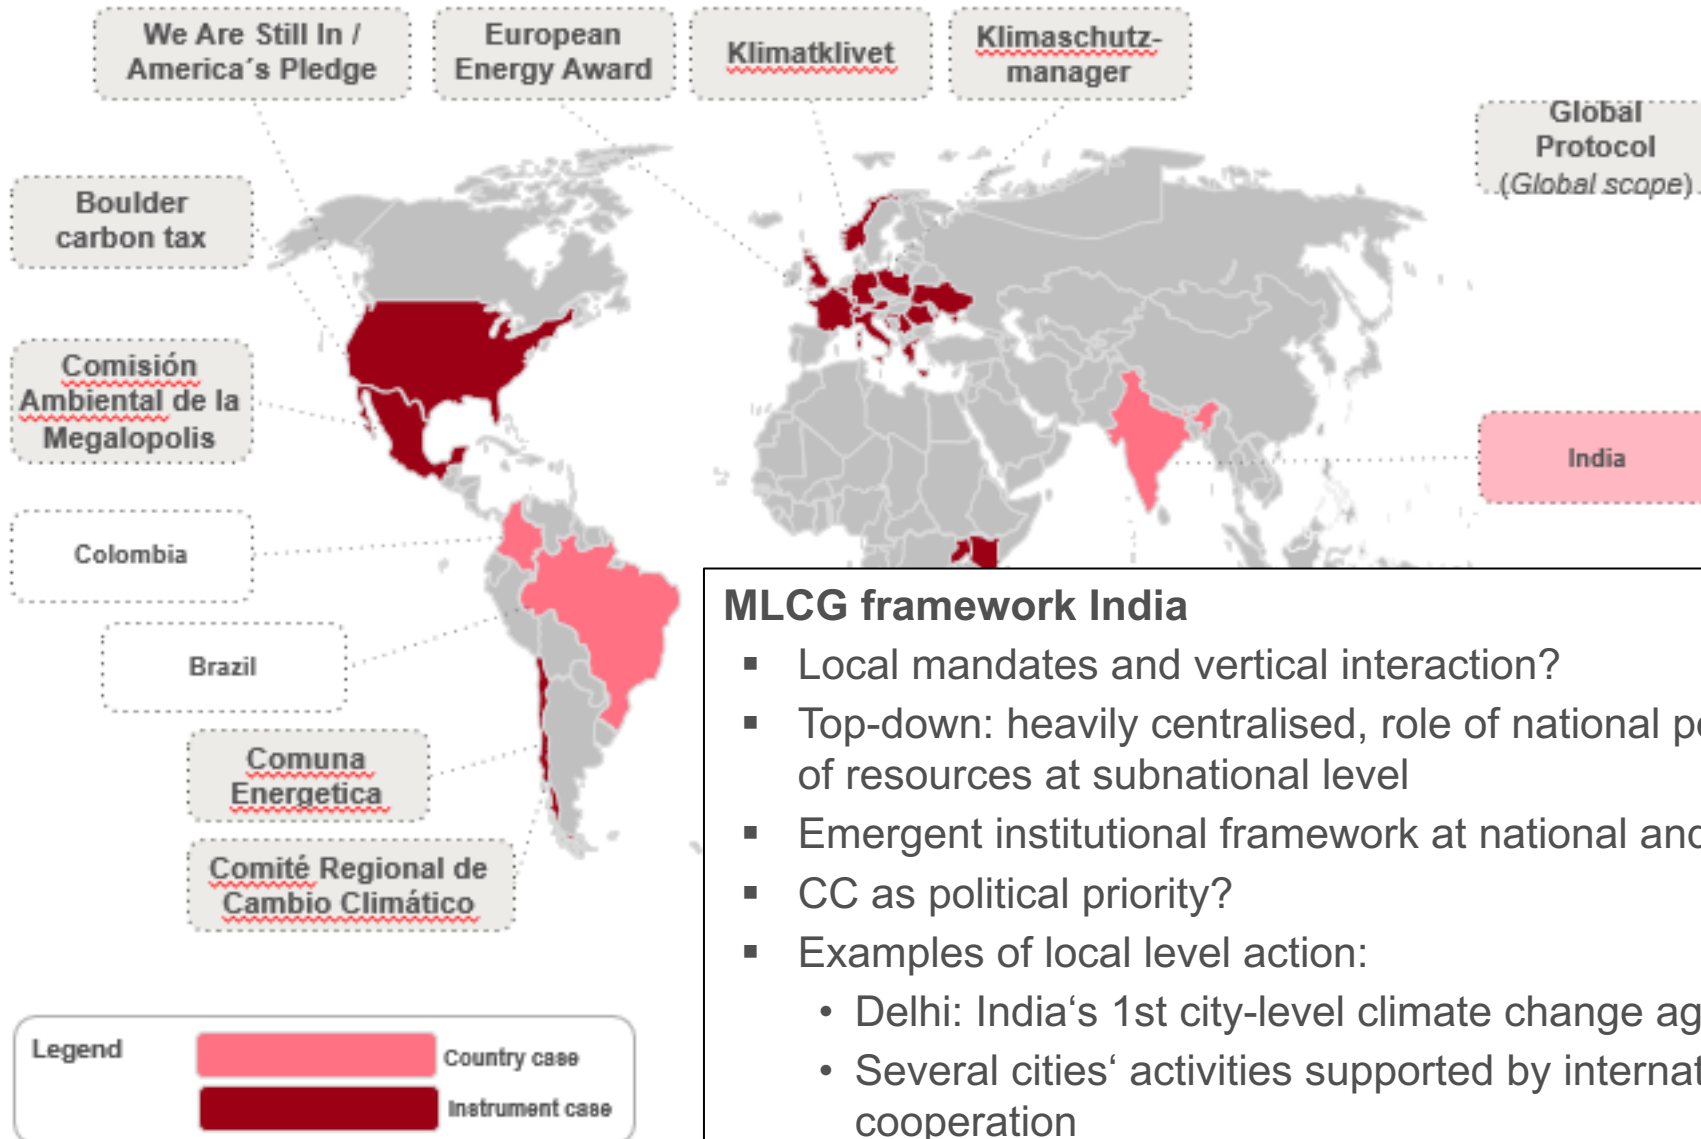 We Are Still In /
America´s Pledge
European
Energy Award
Klimatklivet
Klimaschutz-
manager
Global
Protocol
(Global scope)
Boulder
carbon tax
Comisión
Ambiental de la
Megalopolis
India
Colombia
Brazil
Comuna
Energetica
Comité Regional de
Cambio Climático
Legend
Country case
Instrument case
MLCG framework India
▪ Local mandates and vertical interaction?
▪ Top-down: heavily centralised, role of national
of resources at subnational level
▪ Emergent institutional framework at national
▪ CC as political priority?
▪ Examples of local level action:
• Delhi: India‘s 1st city-level climate change
• Several cities‘ activities supported by
cooperation